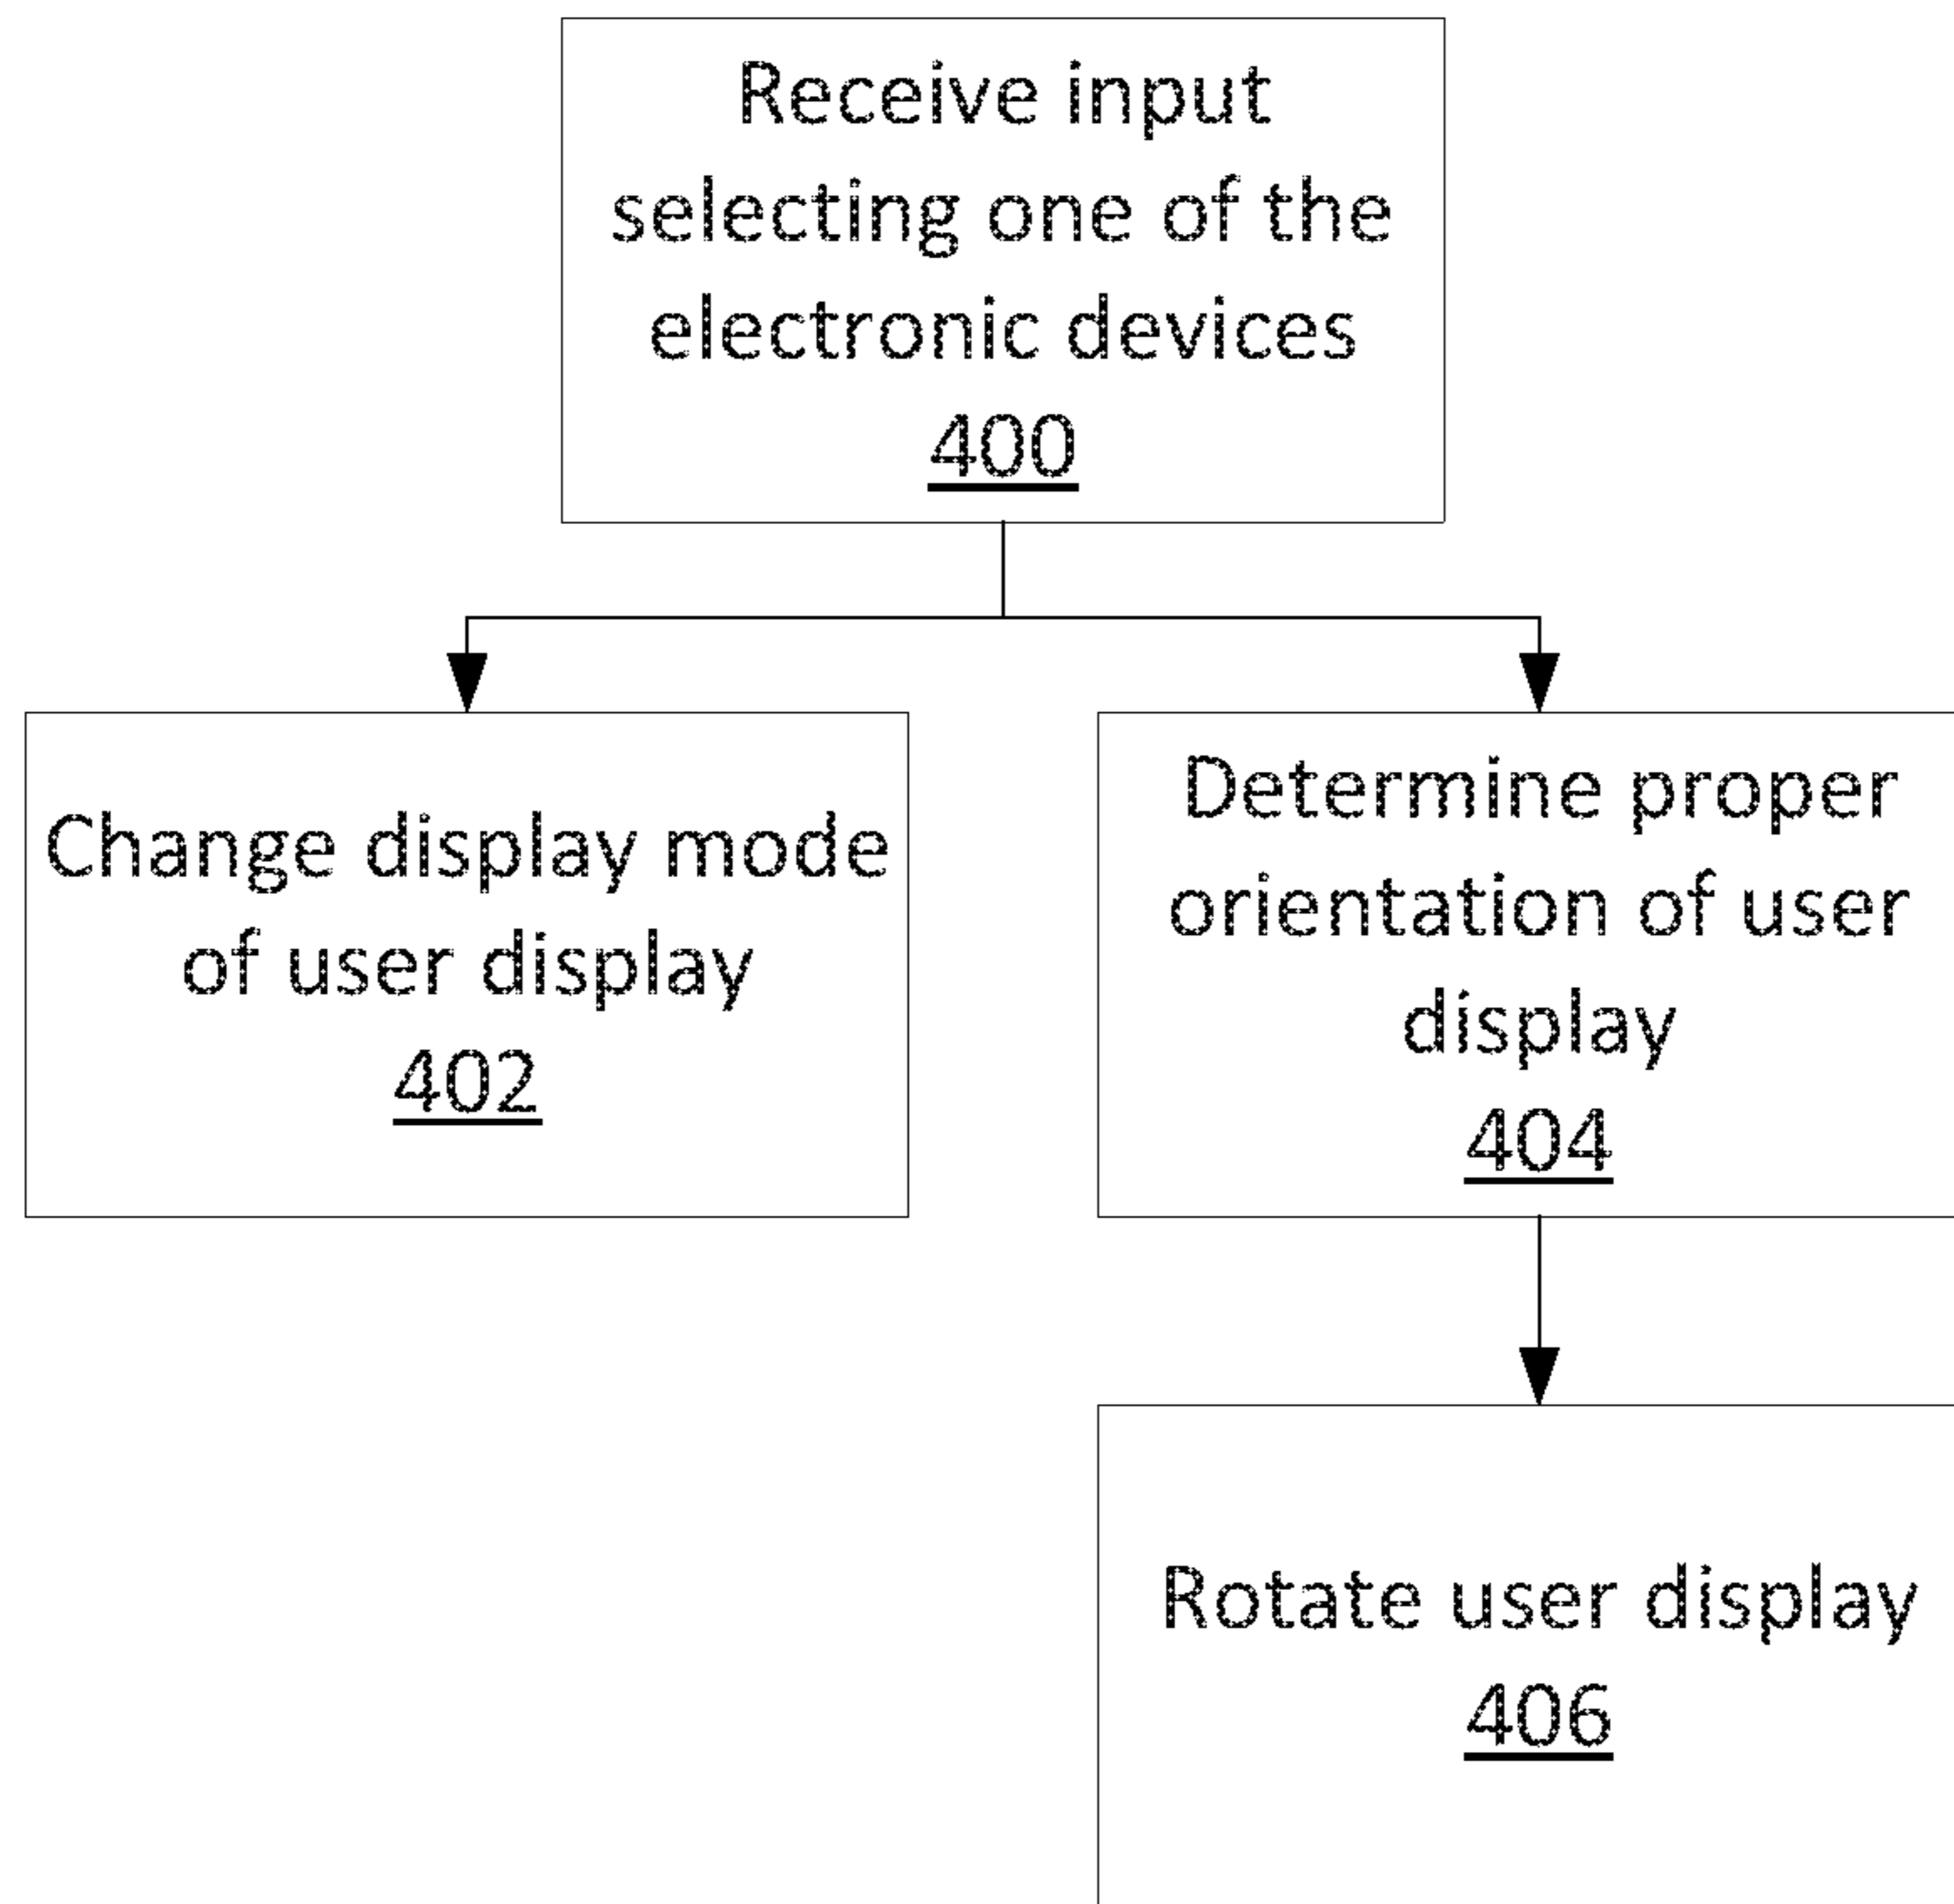 Receive input
selecting one of the
electronic devices
400
Change display mode
of user display
402
Determine proper
orientation of user
display
404
Rotate user display
406